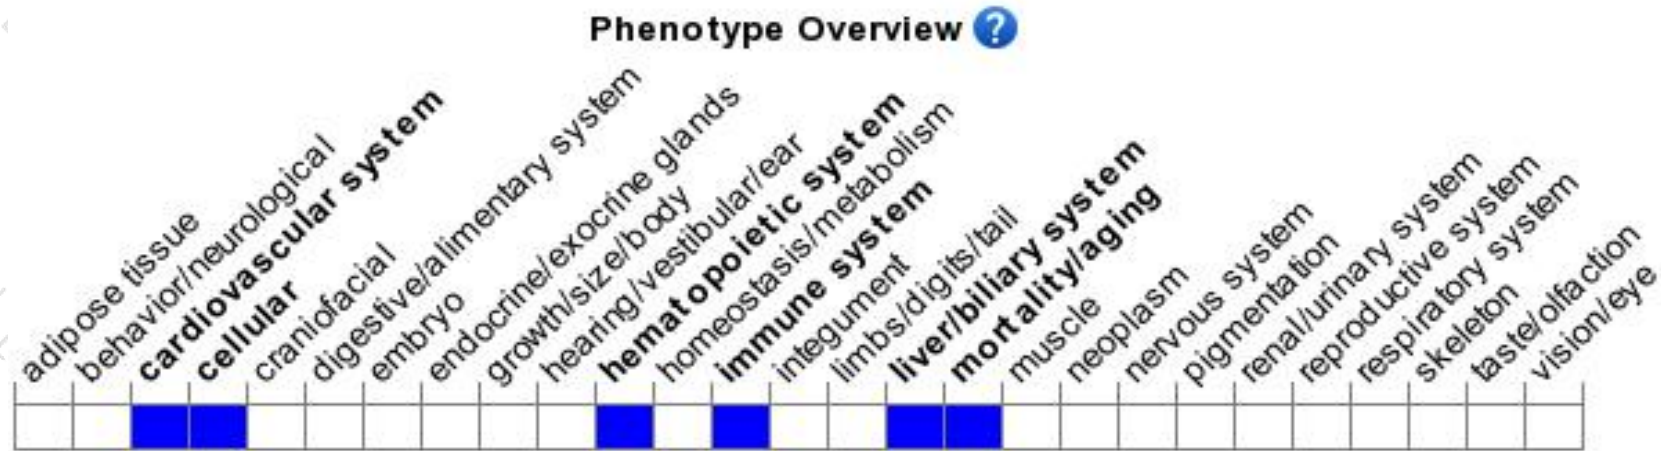 Phenotype Overview ?
adipose tissue
behavior/neurological
cardiovascular system
cellular
craniofacial
digestive/alimentary system
embryo
endocrine/exocrine glands
growth/size/body
hearing/vestibular/ear
hematopoietic system
homeostasis/metabolism
immune system
integument
limbs/digits/tail
liver/biliary system
mortality/aging
muscle
neoplasm
nervous system
pigmentation
renal/urinary system
reproductive system
respiratory system
skeleton
taste/olfaction
vision/eye